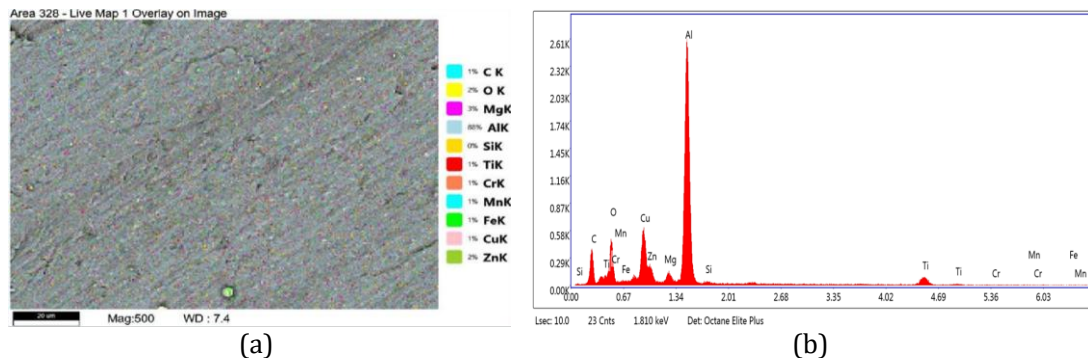 Area 328 - Live Map 1 Overlay on Image
1% C K
2% O K
3% MgK
88% AlK
0% SiK
1% TiK
1% CrK
1% MnK
1% FeK
1% CuK
2% ZnK
20 um Mag:500 WD : 7.4
(a)
2.61K
2.32K
2.03K
1.74K
1.45K
1.16K
0.87K
0.58K
0.29K
0.00K
Al
O
Cu
C
Mn
Ti
Cr
Fe
Zn
Mg
Si
Si
Ti
Ti
Cr
Mn
Cr
Fe
Mn
0.00 0.67 1.34 2.01 2.68 3.35 4.02 4.69 5.36 6.03
Lsec: 10.0 23 Cnts 1.810 keV Det: Octane Elite Plus
(b)